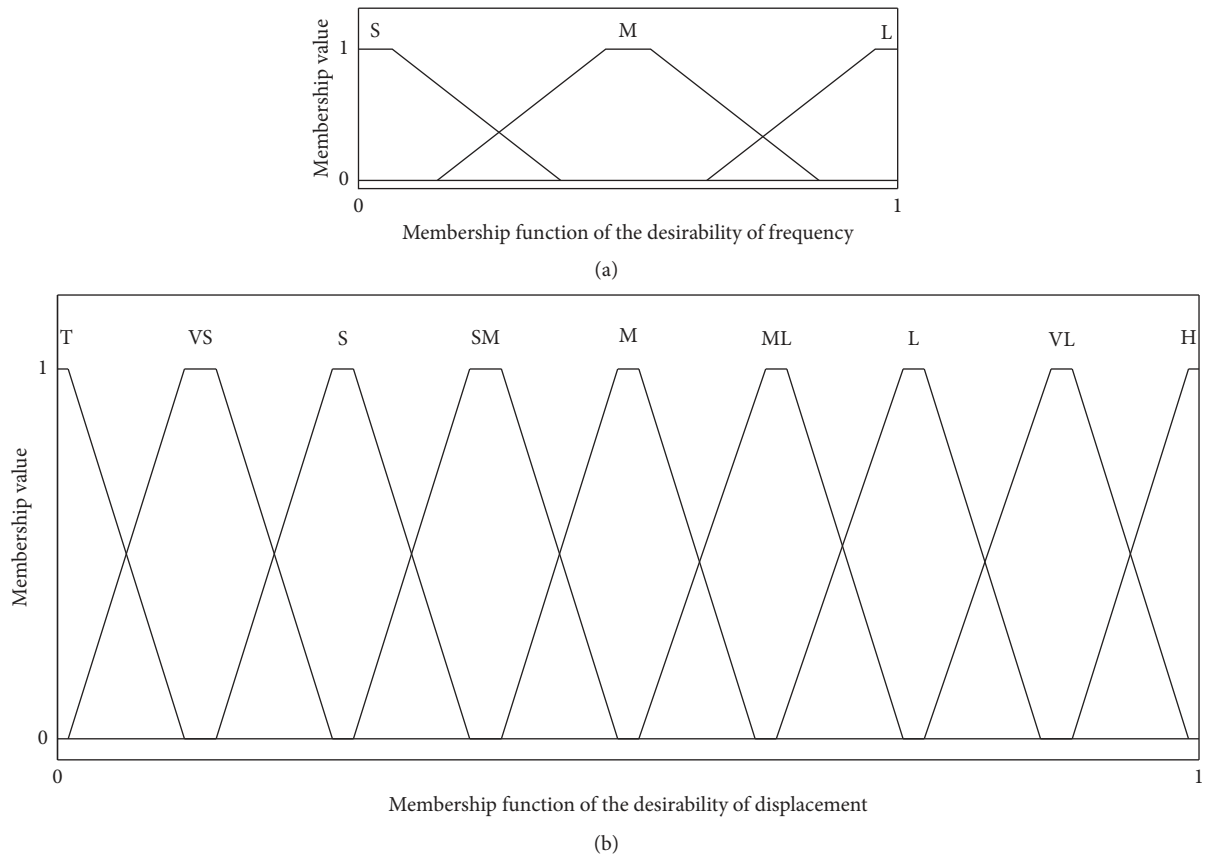 S M L
1
0
Membership value
0 1
Membership function of the desirability of frequency
(a)
T VS S SM M ML L VL H
1
0
Membership value
0 1
Membership function of the desirability of displacement
(b)